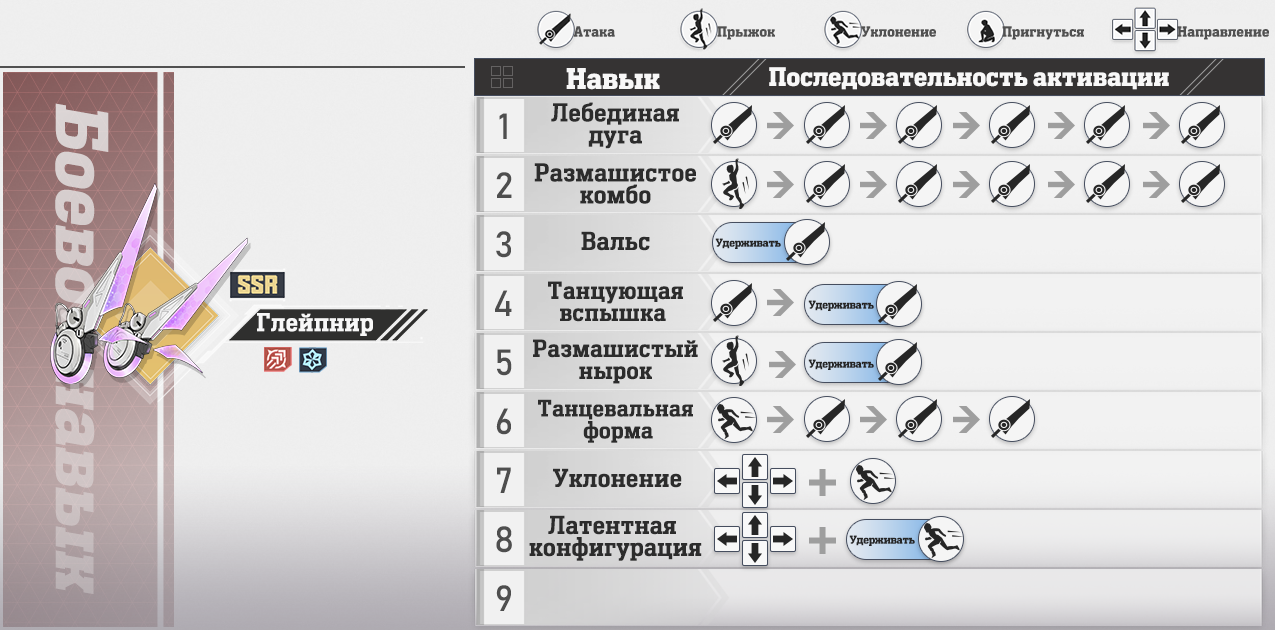 Атака
Прыжок
Уклонение
Пригнуться
Направление
Навык
Последовательность активации
Боевой навык
SSR
Глейпнир
1
Лебединая
дуга
2
Размашистое
комбо
3
Вальс
Удерживать
4
Танцующая
вспышка
Удерживать
5
Размашистый
нырок
Удерживать
6
Танцевальная
форма
7
Уклонение
8
Латентная
конфигурация
Удерживать
9